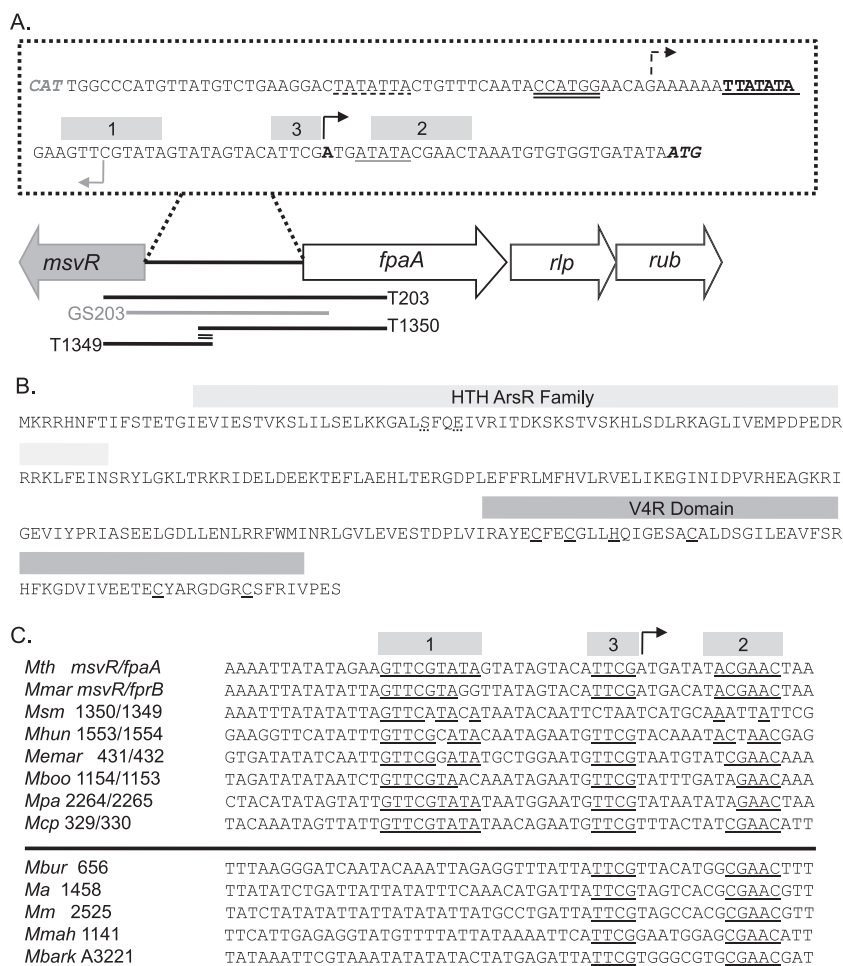 A.
CAT TGGCCCATGTTATGTCTGAAGGACTATATTACTGTTTCAATACCATGGAACAGAAAAAATTATATA
1 3 2
GAAGTTCGTATAGTATAGTACATTCGATGATATACGAACTAAATGTGTGGTGATATAATG
msvR fpaA rlp rub
T203
GS203
T1350
T1349
B.
HTH ArsR Family
MKRRHNFTIFSTETGIEVIESTVKSLILSELKKGALSFQEIVRITDKSKSTVSKHLSDLRKAGLIVEMPDPEDR
RRKLFEINSRYLGKLTRKRIDELDEEKTEFLAEHLTERGDPLEFFRLMFHVLRVELIKEGINIDPVRHEAGKRI
V4R Domain
GEVIYPRIASEELGDLLENLRRFWMINRLGVLEVESTDPLVIRAYECFECGLLHQIGESACALDSGILEAVFSR
HFKGDVIVEETECYARGDGRCSFRIVPES
C.
1 3 2
Mth msvR/fpaA AAAATTATATAGAAGTTCGTATAGTATAGTACATTCGATGATATACGAACTAA
Mmar msvR/fprB AAAATTATATATTAGTTCGTAGGTTATAGTACATTCGATGACATACGAACTAA
Msm 1350/1349 AAATTTATATATTAGTTCATACATAATACAATTCTAATCATGCAAATTATTCG
Mhun 1553/1554 GAAGGTTCATATTTGTTCGCATACAATAGAATGTTCGTACAAATACTAACGAG
Memar 431/432 GTGATATATCAATTGTTCGGATATGCTGGAATGTTCGTAATGTATCGAACAAA
Mboo 1154/1153 TAGATATATAATCTGTTCGTAACAAATAGAATGTTCGTATTTGATAGAACAAA
Mpa 2264/2265 CTACATATAGTATTGTTCGTATATAATGGAATGTTCGTATAATATAGAACTAA
Mcp 329/330 TACAAATAGTTATTGTTCGTATATAACAGAATGTTCGTTTACTATCGAACATT
Mbur 656 TTTAAGGGATCAATACAAATTAGAGGTTTATTATTCGTTACATGGCGAACTTT
Ma 1458 TTATATCTGATTATTATATTTCAAACATGATTATTCGTAGTCACGCGAACGTT
Mm 2525 TATCTATATATTATTATATATTATGCCTGATTATTCGTAGCCACGCGAACGTT
Mmah 1141 TTCATTGAGAGGTATGTTTTATTATAAAATTCATTCGGAATGGAGCGAACATT
Mbark A3221 TATAAATTCGTAAATATATATACTATGAGATTATTCGTGGGCGTGCGAACGAT